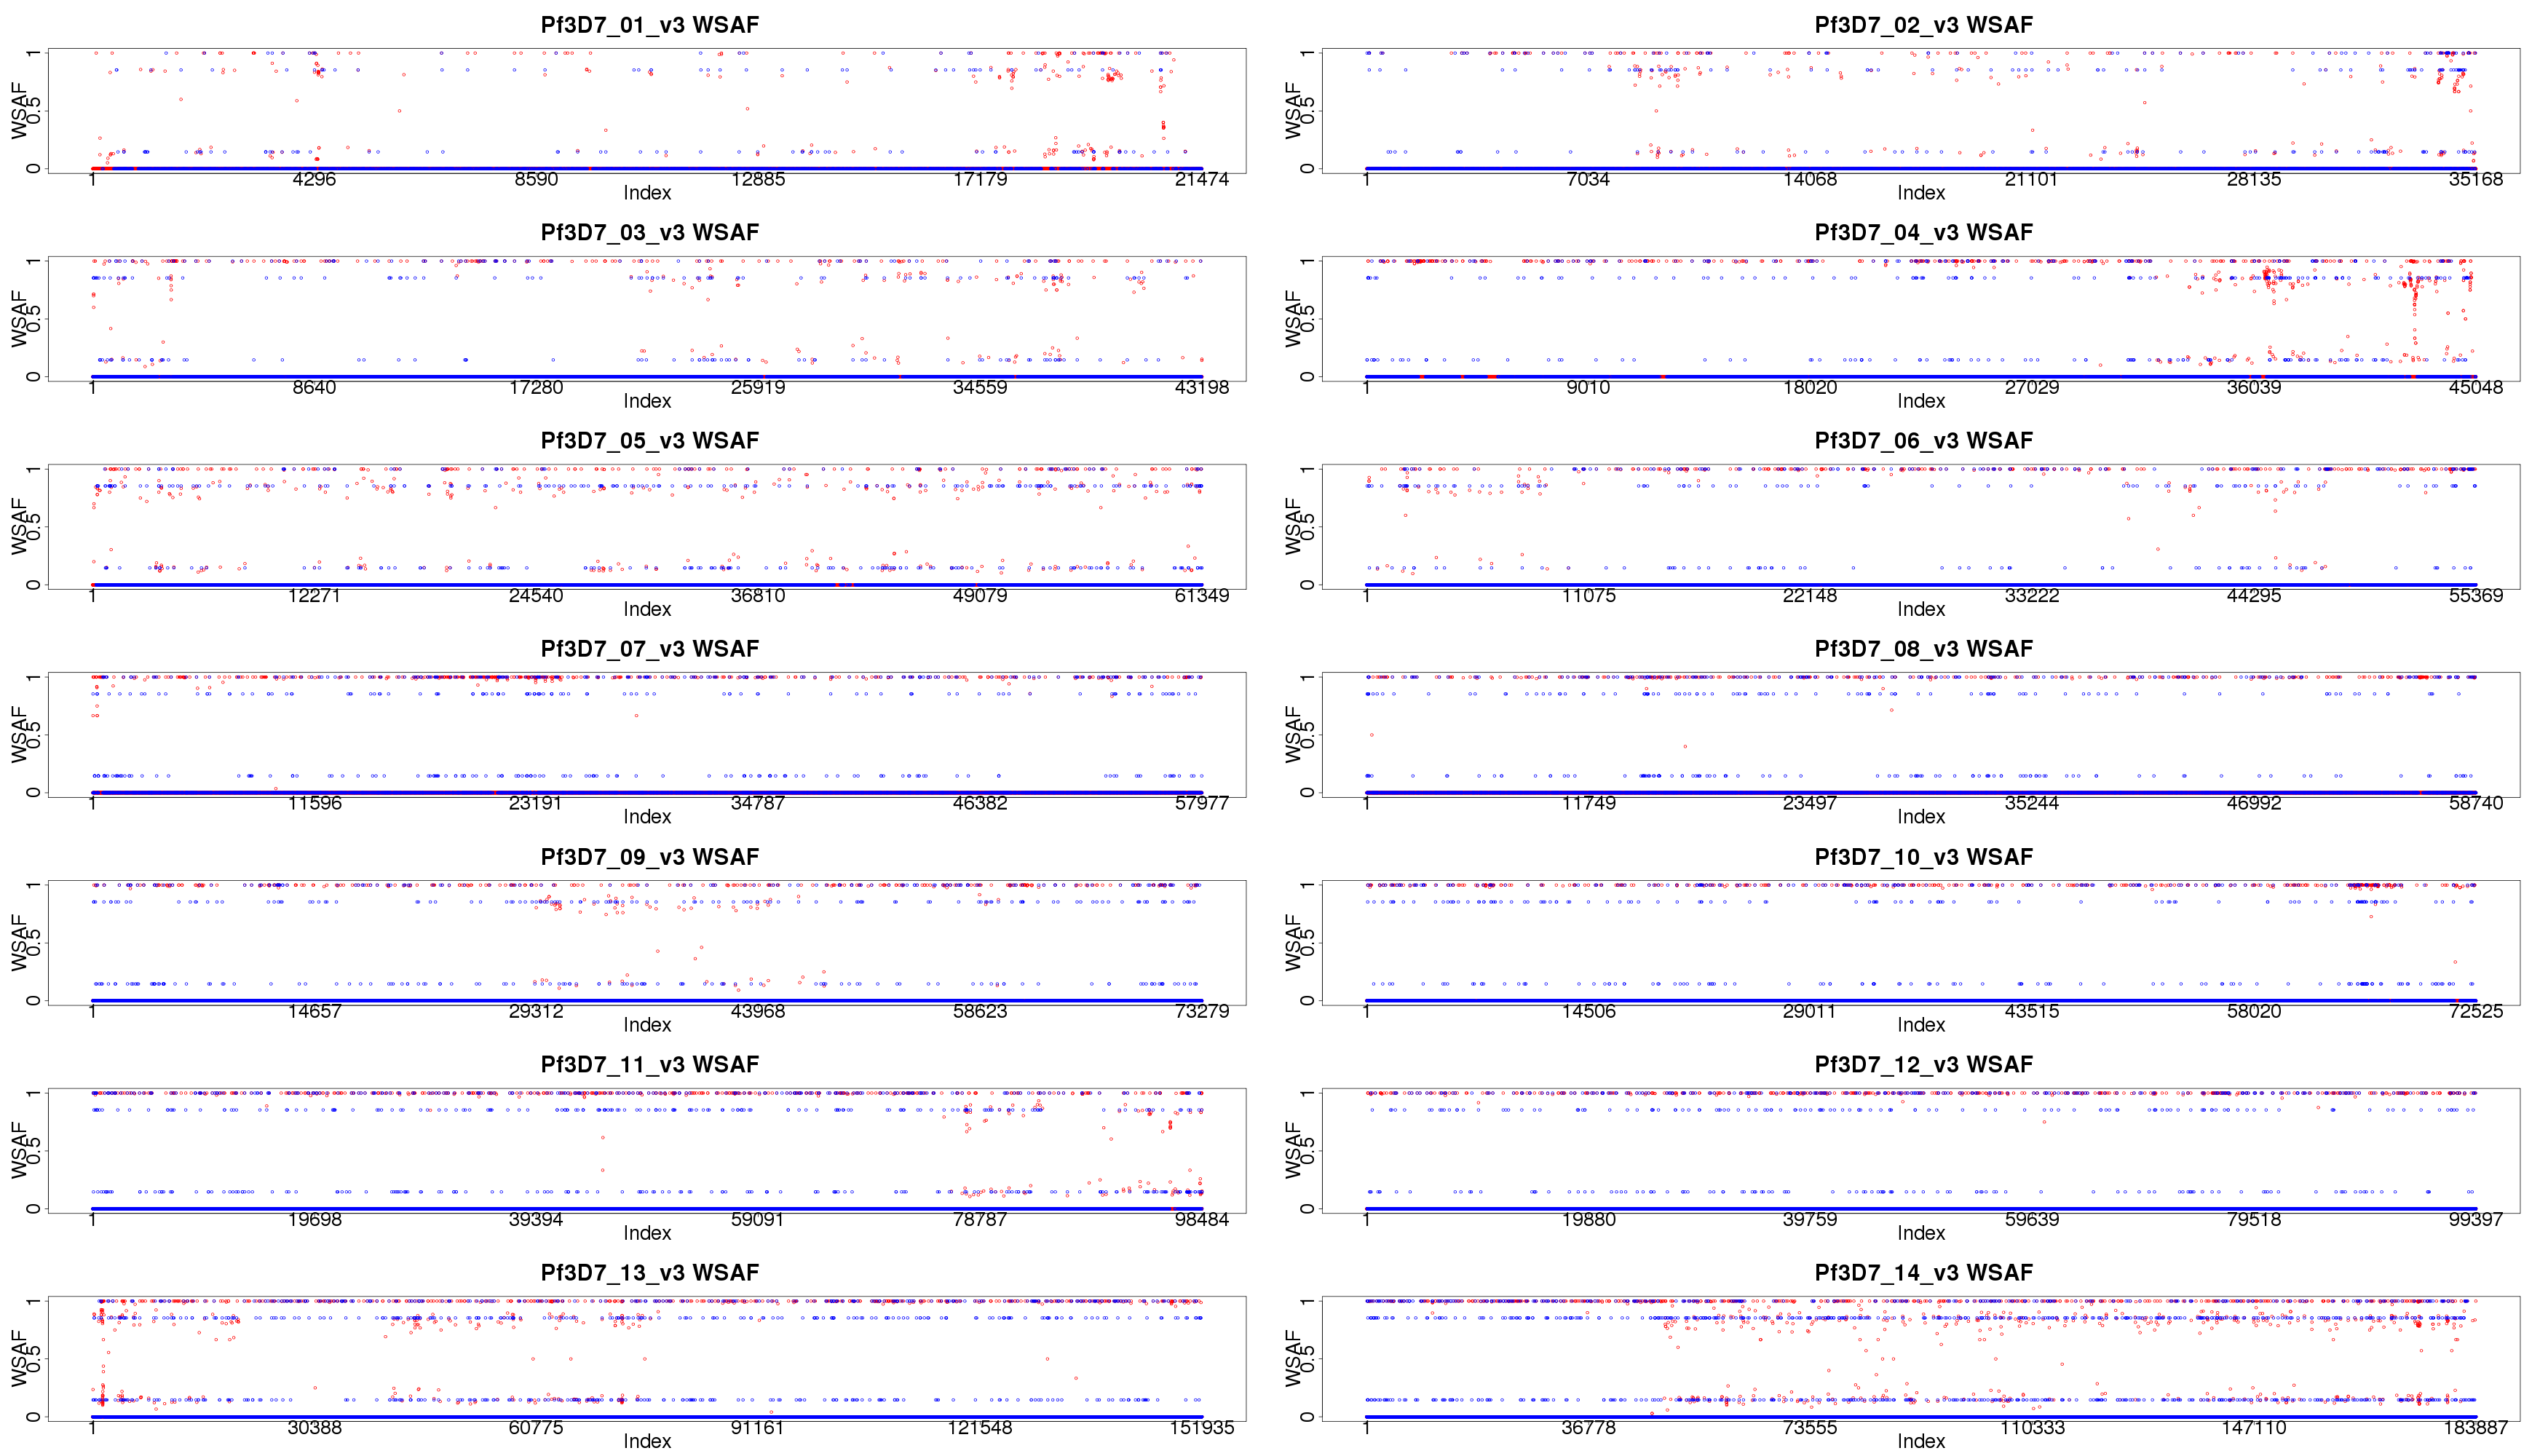 Pf3D7_01_v3 WSAF
WSAF
1
0.5
0
1 4296 8590 12885 17179 21474
Index
Pf3D7_02_v3 WSAF
WSAF
1
0.5
0
1 7034 14068 21101 28135 35168
Index
Pf3D7_03_v3 WSAF
WSAF
1
0.5
0
1 8640 17280 25919 34559 43198
Index
Pf3D7_04_v3 WSAF
WSAF
1
0.5
0
1 9010 18020 27029 36039 45048
Index
Pf3D7_05_v3 WSAF
WSAF
1
0.5
0
1 12271 24540 36810 49079 61349
Index
Pf3D7_06_v3 WSAF
WSAF
1
0.5
0
1 11075 22148 33222 44295 55369
Index
Pf3D7_07_v3 WSAF
WSAF
1
0.5
0
1 11596 23191 34787 46382 57977
Index
Pf3D7_08_v3 WSAF
WSAF
1
0.5
0
1 11749 23497 35244 46992 58740
Index
Pf3D7_09_v3 WSAF
WSAF
1
0.5
0
1 14657 29312 43968 58623 73279
Index
Pf3D7_10_v3 WSAF
WSAF
1
0.5
0
1 14506 29011 43515 58020 72525
Index
Pf3D7_11_v3 WSAF
WSAF
1
0.5
0
1 19698 39394 59091 78787 98484
Index
Pf3D7_12_v3 WSAF
WSAF
1
0.5
0
1 19880 39759 59639 79518 99397
Index
Pf3D7_13_v3 WSAF
WSAF
1
0.5
0
1 30388 60775 91161 121548 151935
Index
Pf3D7_14_v3 WSAF
WSAF
1
0.5
0
1 36778 73555 110333 147110 183887
Index